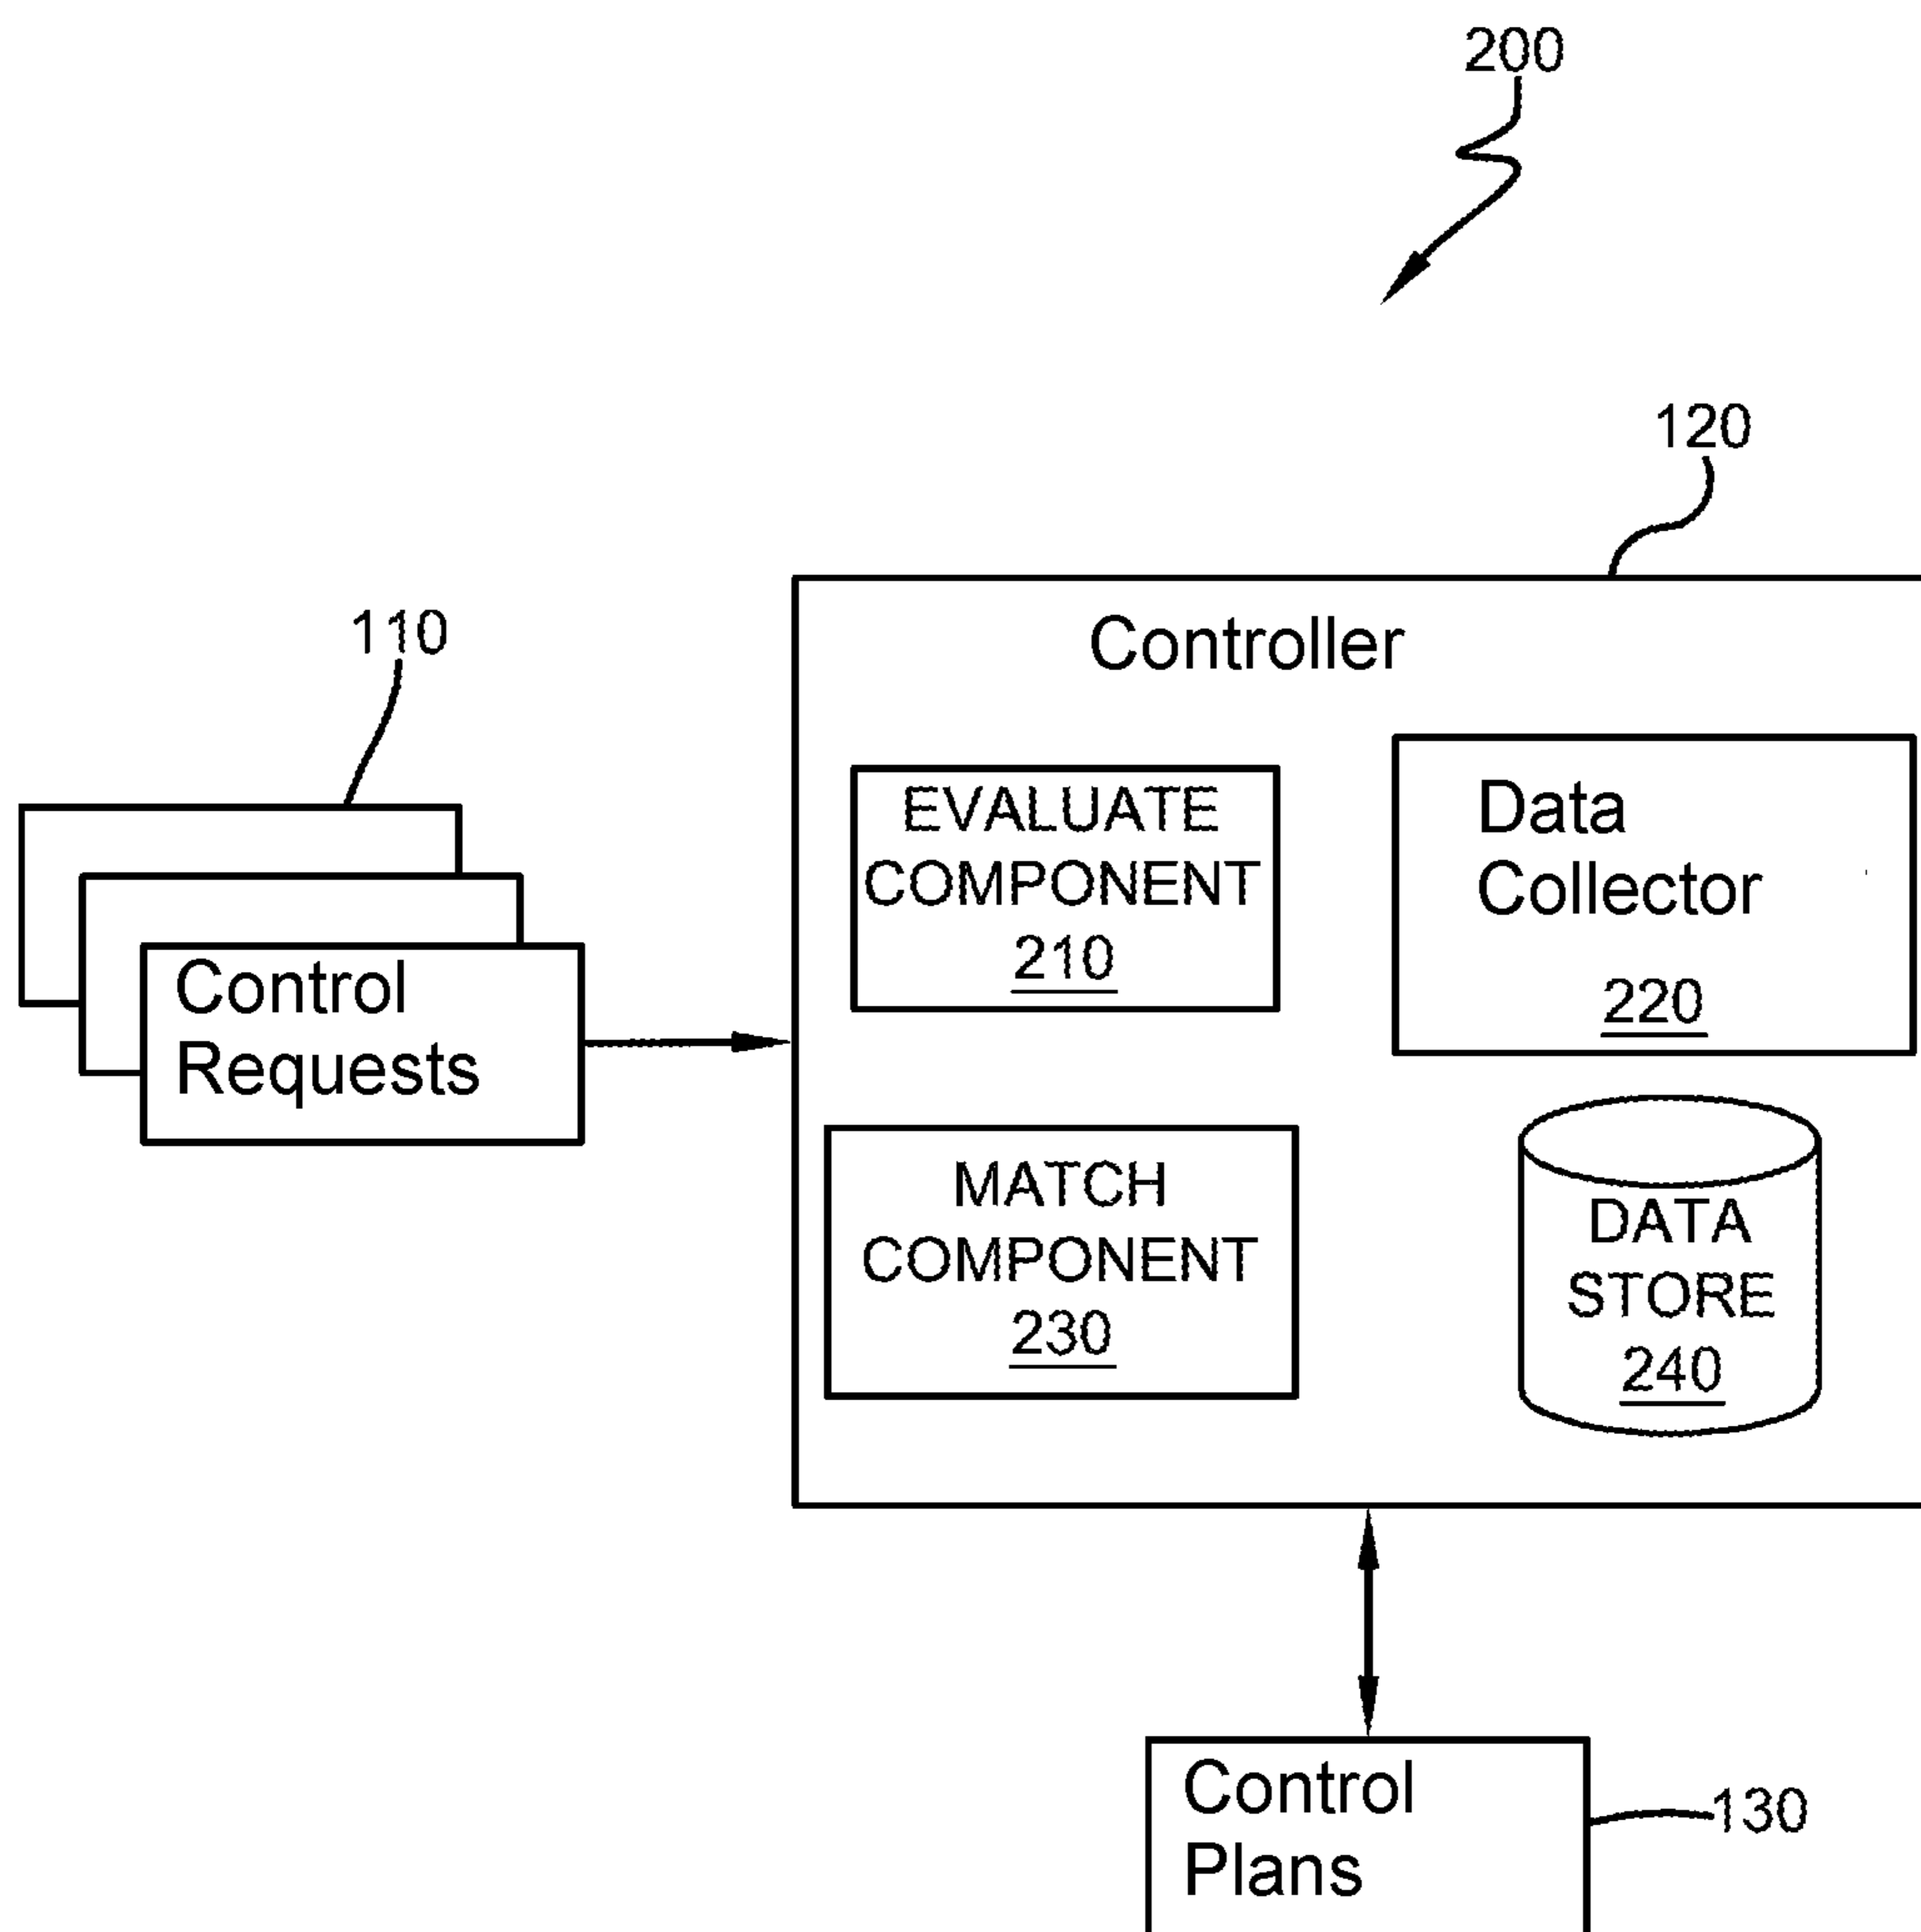 200
120
110
Controller
EVALUATE
COMPONENT
210
Data
Collector
220
Control
Requests
MATCH
COMPONENT
230
DATA
STORE
240
Control
Plans
130